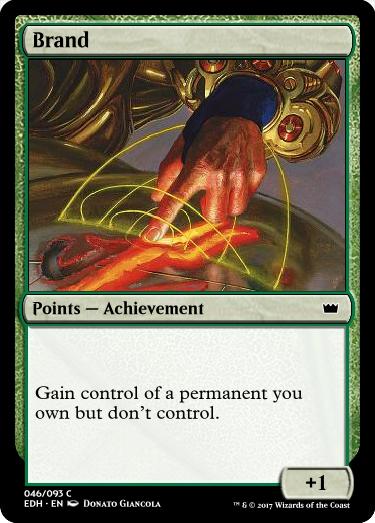 Brand
Points — Achievement
Gain control of a permanent you
own but don't control.
+1
046/093 C
EDH • EN Donato Giancola
™ & © 2017 Wizards of the Coast